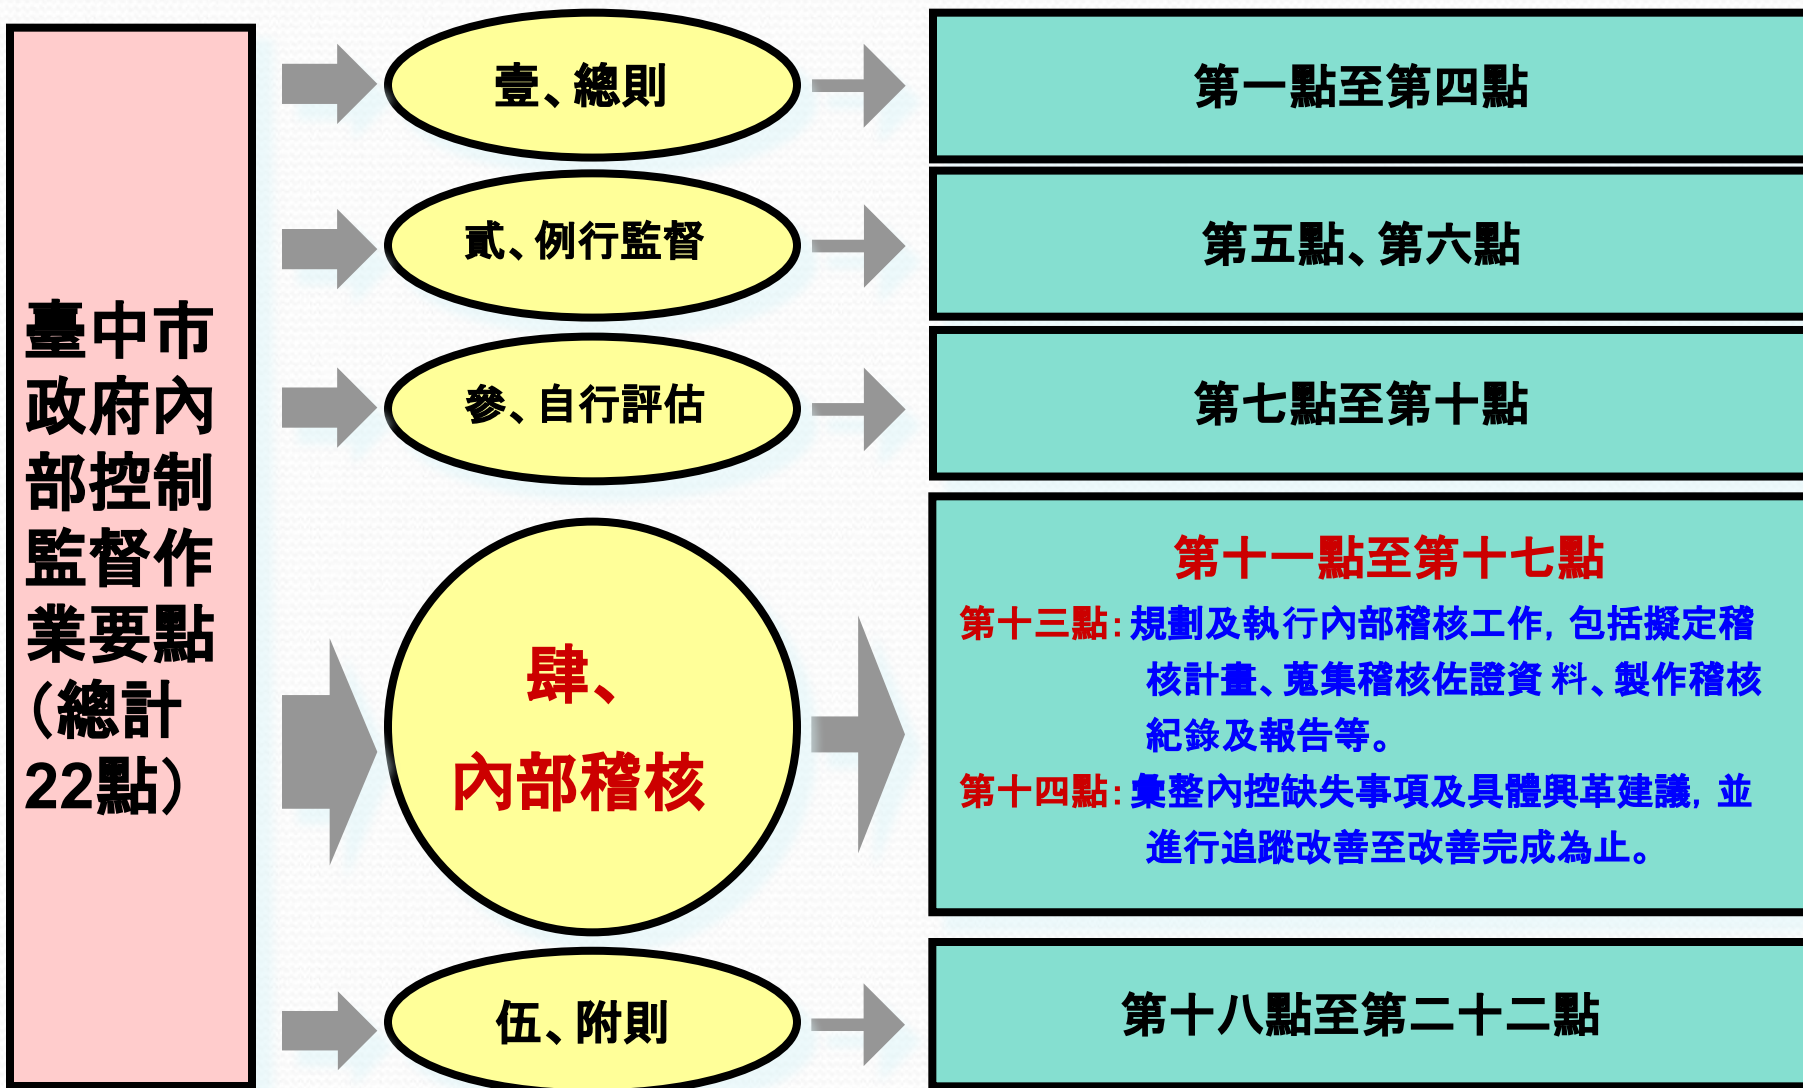 臺中市
政府內
部控制
監督作
業要點
(總計
22點)
壹、總則
第一點至第四點
貳、例行監督
第五點、第六點
參、自行評估
第七點至第十點
肆、
內部稽核
第十一點至第十七點
第十三點:規劃及執行內部稽核工作,包括擬定稽
核計畫、蒐集稽核佐證資料、製作稽核
紀錄及報告等。
第十四點:彙整內控缺失事項及具體興革建議,並
進行追蹤改善至改善完成為止。
伍、附則
第十八點至第二十二點